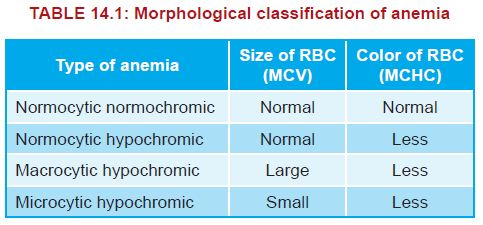 TABLE 14.1: Morphological classification of anemia
Type of anemia Size of RBC (MCV) Color of RBC (MCHC)
Normocytic normochromic Normal Normal
Normocytic hypochromic Normal Less
Macrocytic hypochromic Large Less
Microcytic hypochromic Small Less